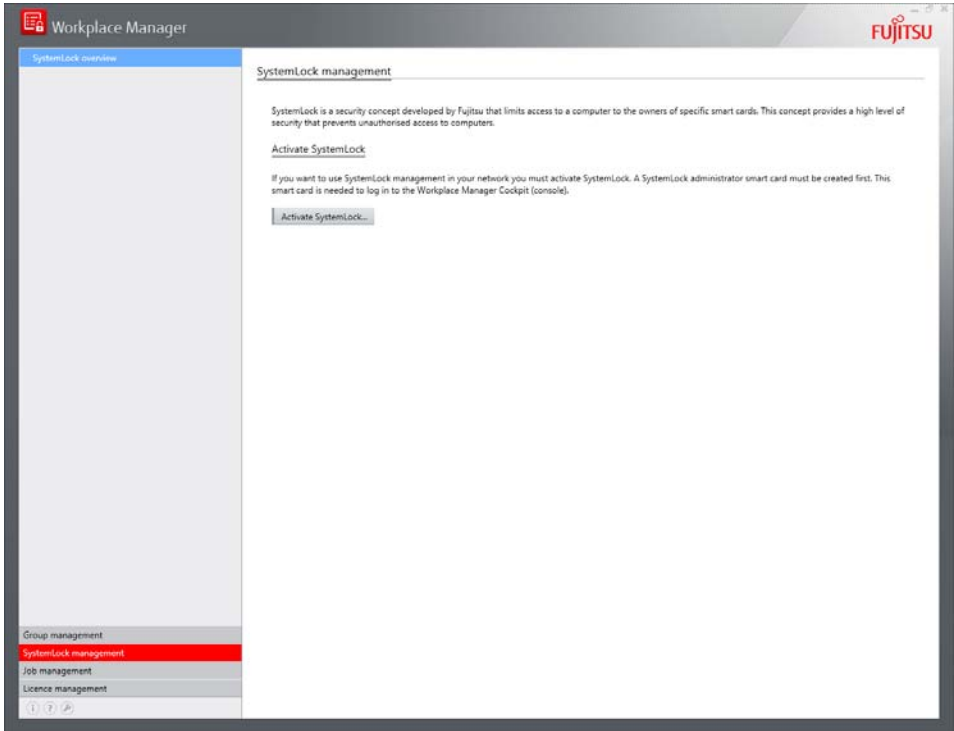 Workplace Manager
FUJITSU
SystemLock overview
SystemLock management
SystemLock is a security concept developed by Fujitsu that limits access to a computer to the owners of specific smart cards. This concept provides a high level of
security that prevents unauthorised access to computers.
Activate SystemLock
If you want to use SystemLock management in your network you must activate SystemLock. A SystemLock administrator smart card must be created first. This
smart card is needed to log in to the Workplace Manager Cockpit (console).
Activate SystemLock...
Group management
SystemLock management
Job management
Licence management